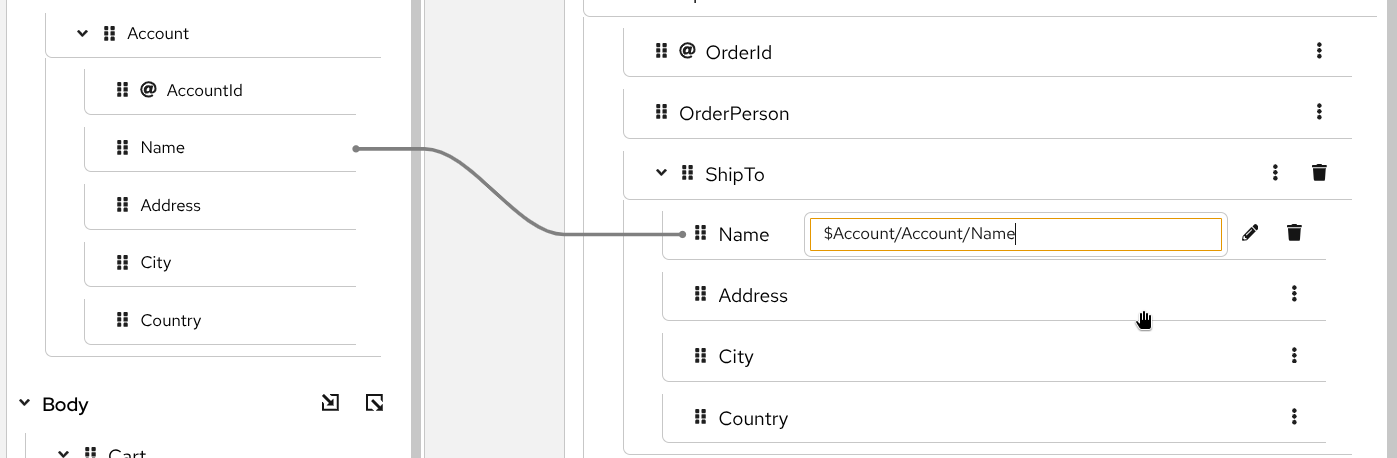 Account
@ AccountId
Name
Address
City
Country
Body
Cart
@ OrderId
OrderPerson
ShipTo
Name $Account/Account/Name
Address
City
Country